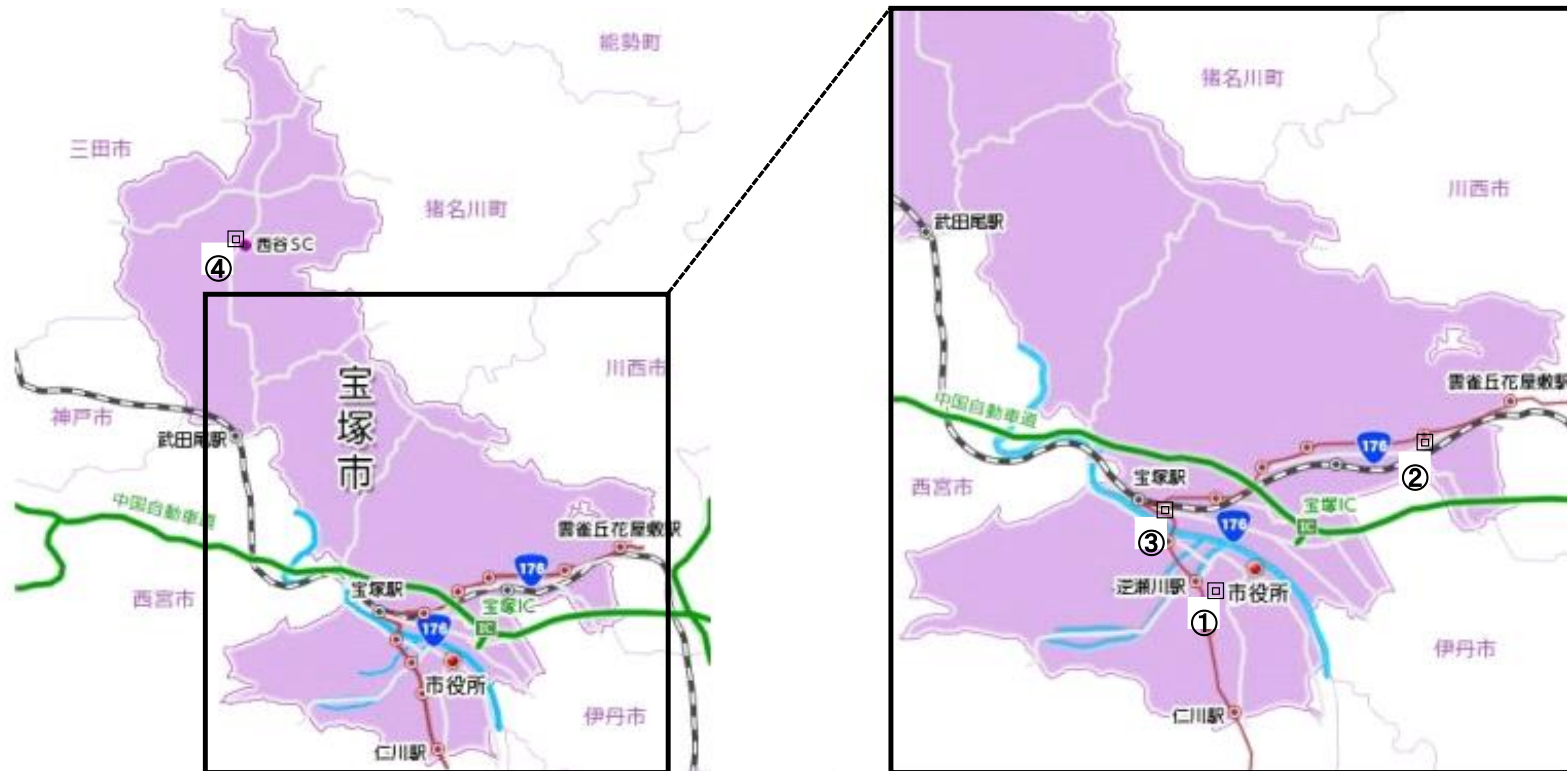 能勢町
三田市
猪名川町
西谷SC
④
川西市
宝塚市
神戸市
武田尾駅
中国自動車道
雲雀丘花屋敷駅
176
西宮市
宝塚駅
宝塚IC
IC
176
市役所
伊丹市
仁川駅
猪名川町
川西市
武田尾駅
雲雀丘花屋敷駅
中国自動車道
176
②
西宮市
宝塚駅
宝塚IC
IC
176
③
逆瀬川駅
市役所
①
伊丹市
仁川駅